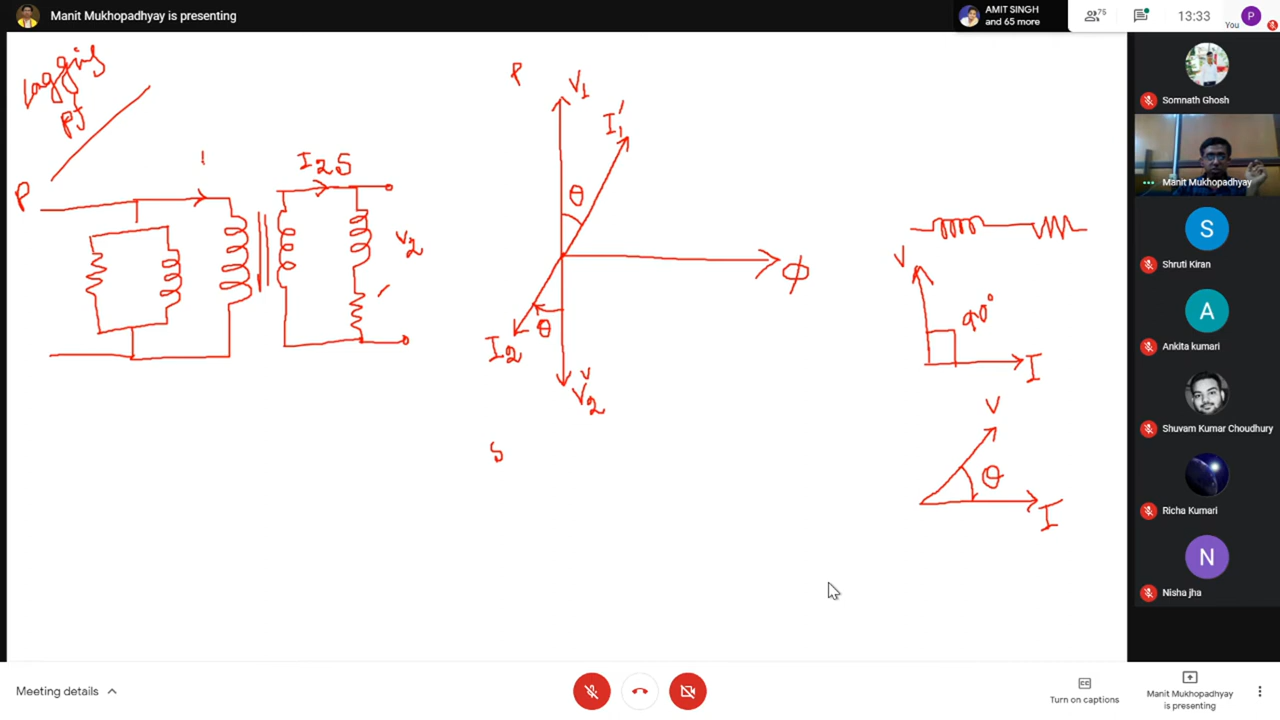 Manit Mukhopadhyay is presenting
AMIT SINGH
and 65 more
75
13:33
P
You
lagging
pf
P
I2 S
V2
P
V1
I1'
θ
ϕ
θ
I2
V2
S
V
90°
I
V
θ
I
Somnath Ghosh
Manit Mukhopadhyay
S
Shruti Kiran
A
Ankita kumari
Shuvam Kumar Choudhury
Richa Kumari
N
Nisha jha
Meeting details
Turn on captions
Manit Mukhopadhyay
is presenting